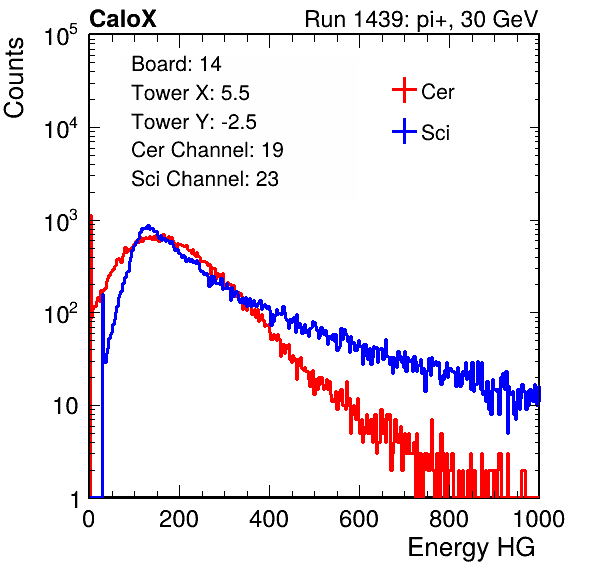 CaloX Run 1439: pi+, 30 GeV
Counts
Board: 14
Tower X: 5.5
Tower Y: -2.5
Cer Channel: 19
Sci Channel: 23
Cer
Sci
10^5
10^4
10^3
10^2
10
1
0 200 400 600 800 1000
Energy HG